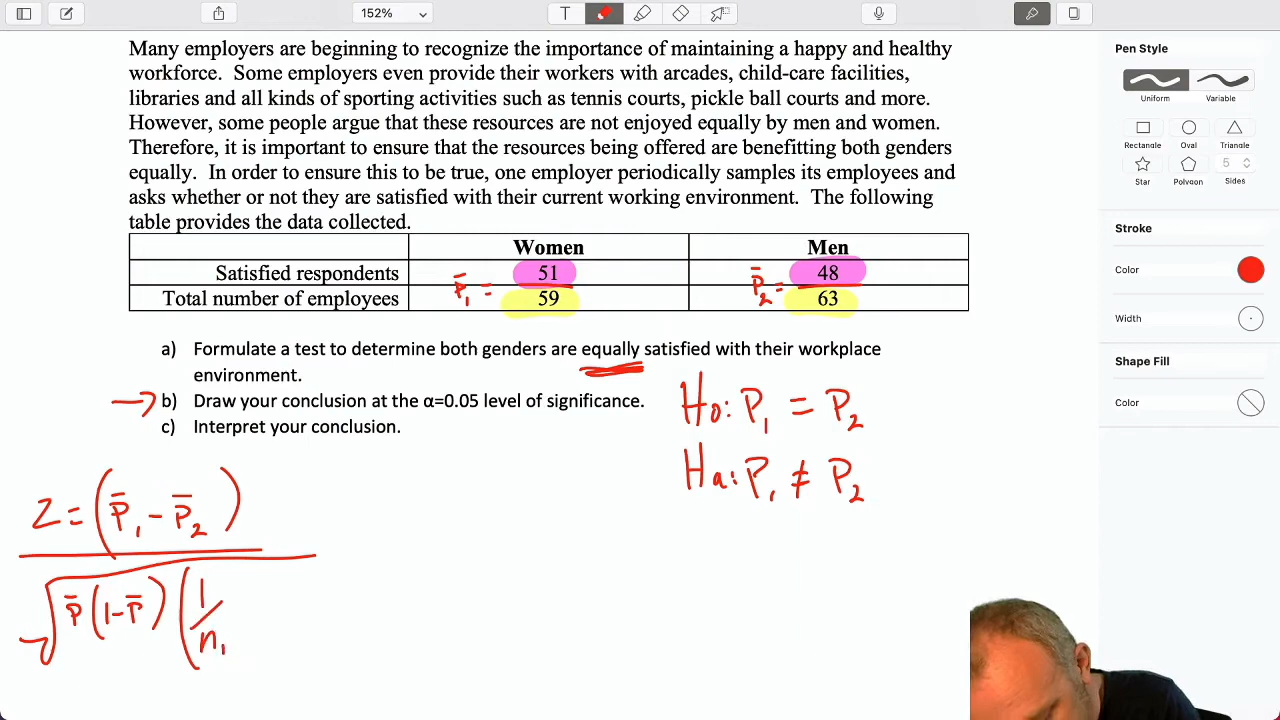 152%
T
Many employers are beginning to recognize the importance of maintaining a happy and healthy
workforce. Some employers even provide their workers with arcades, child-care facilities,
libraries and all kinds of sporting activities such as tennis courts, pickle ball courts and more.
However, some people argue that these resources are not enjoyed equally by men and women.
Therefore, it is important to ensure that the resources being offered are benefitting both genders
equally. In order to ensure this to be true, one employer periodically samples its employees and
asks whether or not they are satisfied with their current working environment. The following
table provides the data collected.
Women Men
Satisfied respondents 51 48
p̄₁ = p̄₂ =
Total number of employees 59 63
a) Formulate a test to determine both genders are equally satisfied with their workplace
environment.
b) Draw your conclusion at the α=0.05 level of significance.
c) Interpret your conclusion.
Ho: P₁ = P₂
Ha: P₁ ≠ P₂
Z = (p̄₁ - p̄₂)
√p̄(1-p̄)(1/n₁
Pen Style
Uniform Variable
Rectangle Oval Triangle
5
Star Polygon Sides
Stroke
Color
Width
Shape Fill
Color